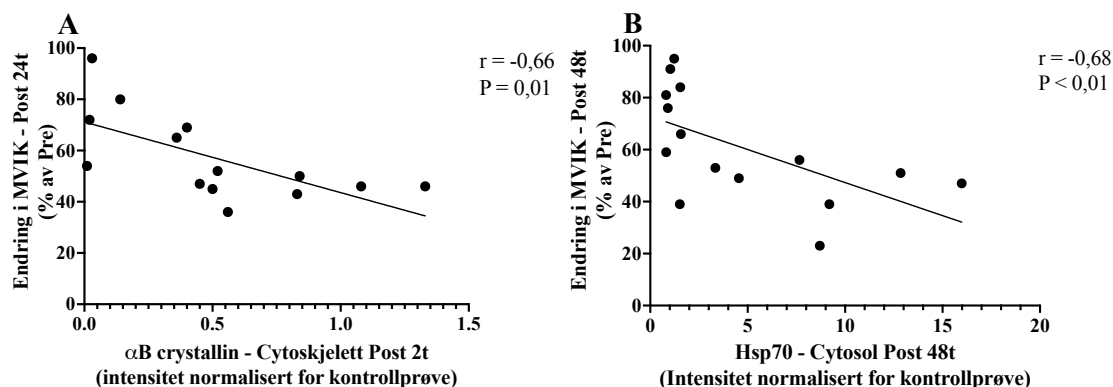 A
r = -0,66
P = 0,01
Endring i MVIK - Post 24t
(% av Pre)
100
80
60
40
20
0
0.0
0.5
1.0
1.5
αB crystallin - Cytoskjelett Post 2t
(intensitet normalisert for kontrollprøve)
B
r = -0,68
P < 0,01
Endring i MVIK - Post 48t
(% av Pre)
100
80
60
40
20
0
0
5
10
15
20
Hsp70 - Cytosol Post 48t
(Intensitet normalisert for kontrollprøve)